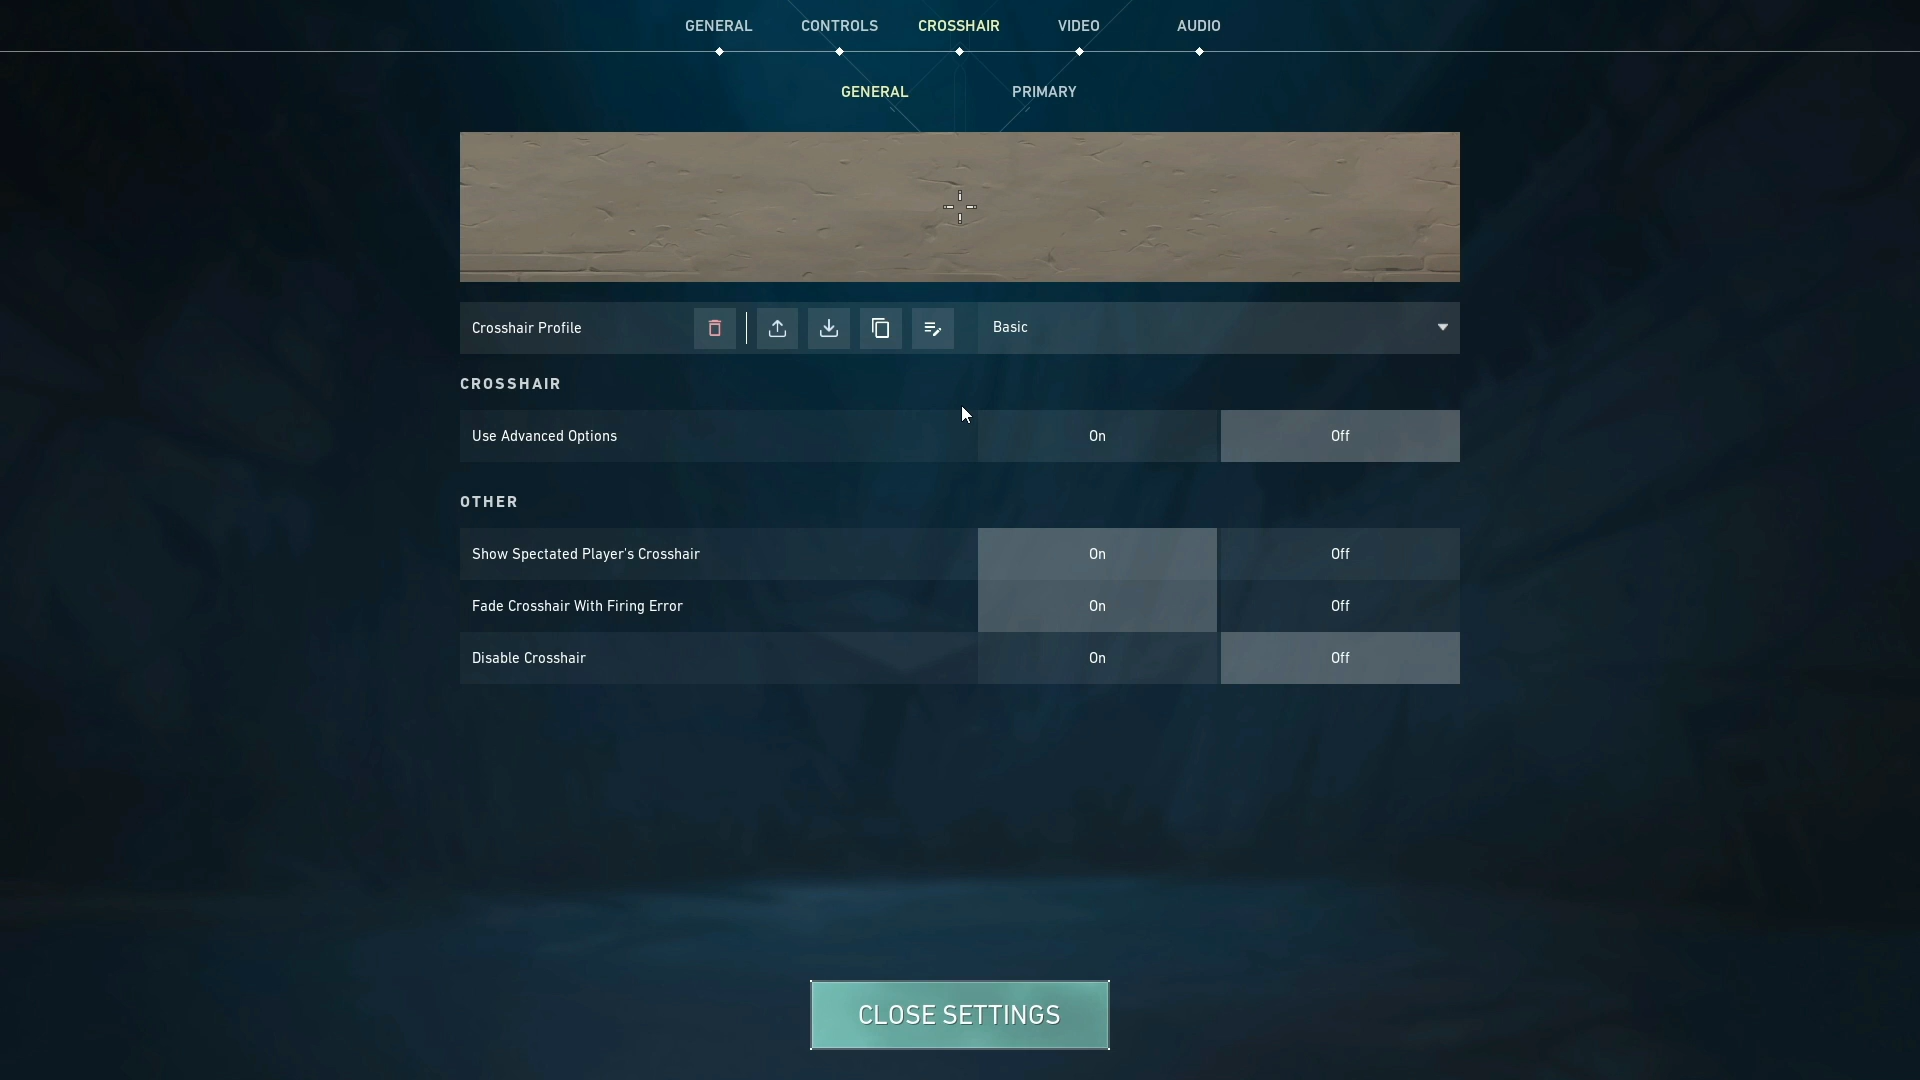 GENERAL CONTROLS CROSSHAIR VIDEO AUDIO
GENERAL PRIMARY
Crosshair Profile Basic
CROSSHAIR
Use Advanced Options On Off
OTHER
Show Spectated Player's Crosshair On Off
Fade Crosshair With Firing Error On Off
Disable Crosshair On Off
CLOSE SETTINGS